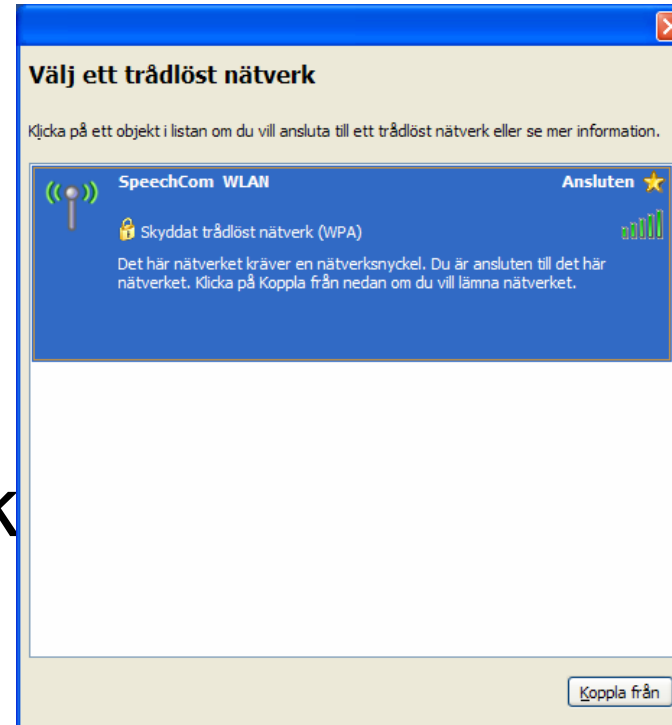 Välj ett trådlöst nätverk
Klicka på ett objekt i listan om du vill ansluta till ett trådlöst nätverk eller se mer information.
SpeechCom WLAN Ansluten
Skyddat trådlöst nätverk (WPA)
Det här nätverket kräver en nätverksnyckel. Du är ansluten till det här
nätverket. Klicka på Koppla från nedan om du vill lämna nätverket.
k
Koppla från